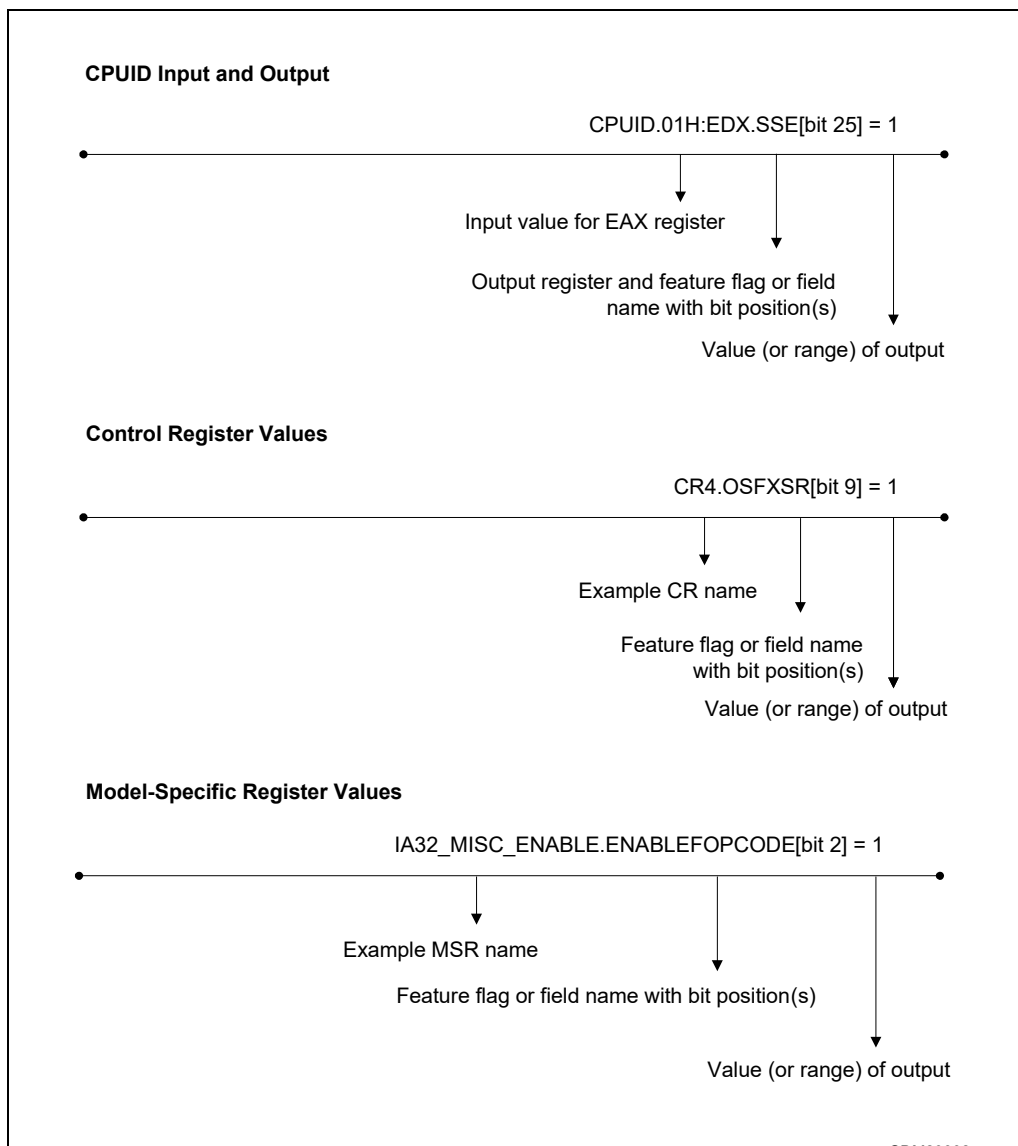 CPUID Input and Output
CPUID.01H:EDX.SSE[bit 25] = 1
Input value for EAX register
Output register and feature flag or field
name with bit position(s)
Value (or range) of output
Control Register Values
CR4.OSFXSR[bit 9] = 1
Example CR name
Feature flag or field name
with bit position(s)
Value (or range) of output
Model-Specific Register Values
IA32_MISC_ENABLE.ENABLEFOPCODE[bit 2] = 1
Example MSR name
Feature flag or field name with bit position(s)
Value (or range) of output